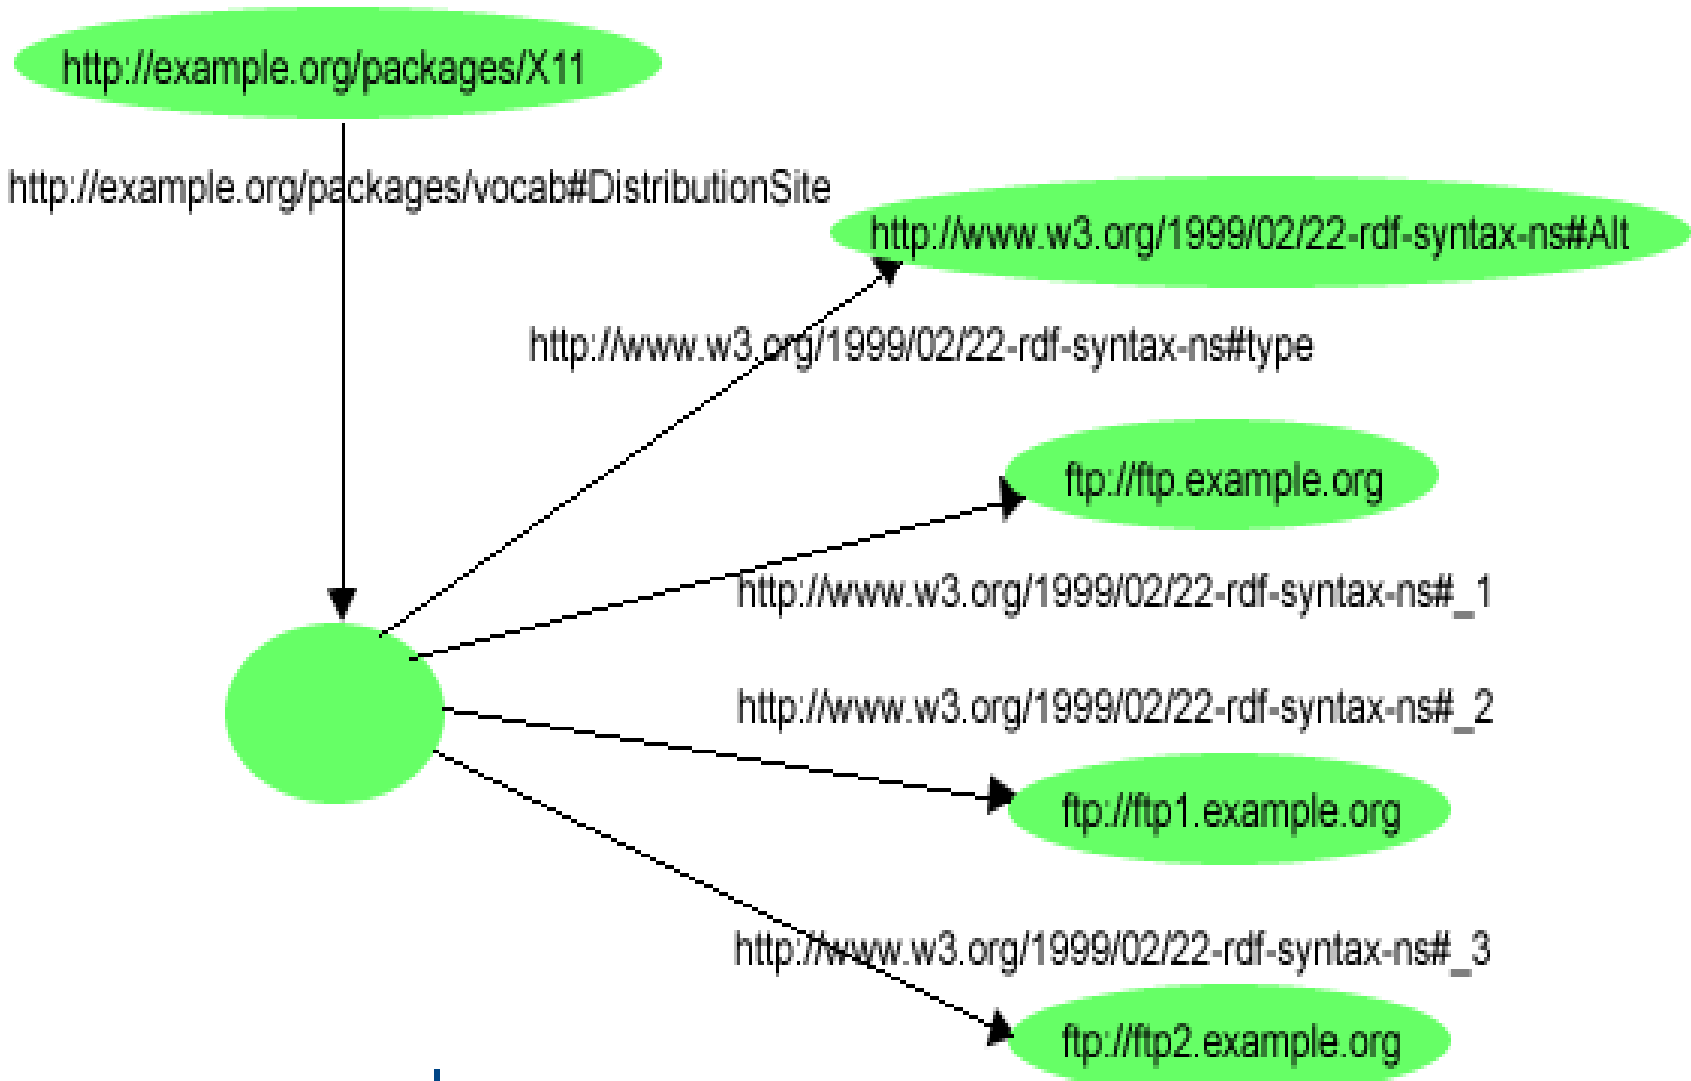 http://example.org/packages/X11
http://example.org/packages/vocab#DistributionSite
http://www.w3.org/1999/02/22-rdf-syntax-ns#Alt
http://www.w3.org/1999/02/22-rdf-syntax-ns#type
ftp://ftp.example.org
http://www.w3.org/1999/02/22-rdf-syntax-ns#_1
http://www.w3.org/1999/02/22-rdf-syntax-ns#_2
ftp://ftp1.example.org
http://www.w3.org/1999/02/22-rdf-syntax-ns#_3
ftp://ftp2.example.org